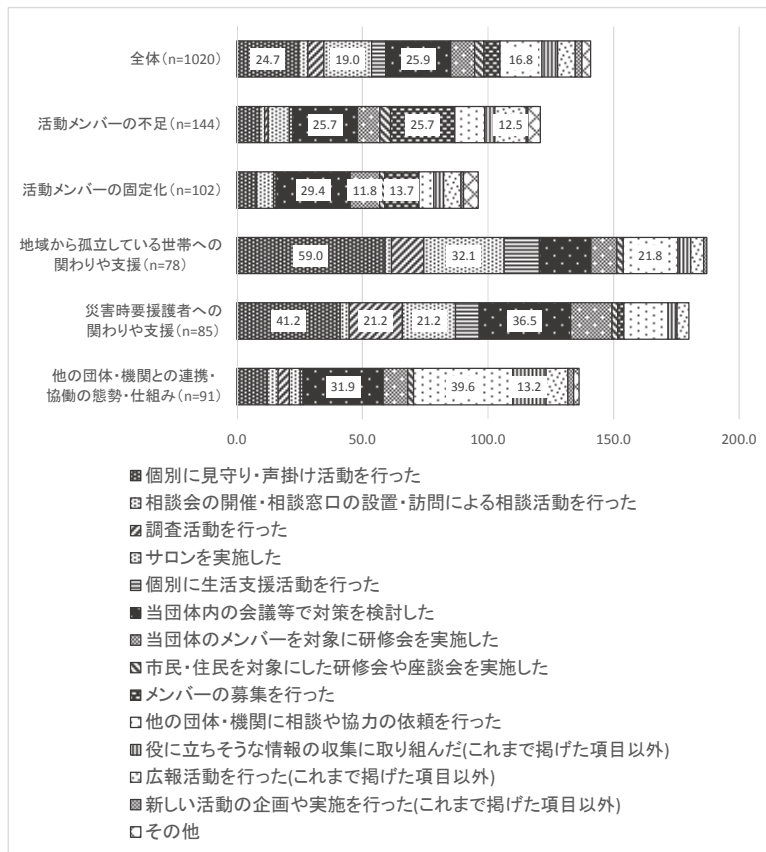 全体(n=1020)
24.7 19.0 25.9 16.8
活動メンバーの不足(n=144)
25.7 25.7 12.5
活動メンバーの固定化(n=102)
29.4 11.8 13.7
地域から孤立している世帯への
関わりや支援(n=78)
59.0 32.1 21.8
災害時要援護者への
関わりや支援(n=85)
41.2 21.2 21.2 36.5
他の団体・機関との連携・
協働の態勢・仕組み(n=91)
31.9 39.6 13.2
0.0 50.0 100.0 150.0 200.0
個別に見守り・声掛け活動を行った
相談会の開催・相談窓口の設置・訪問による相談活動を行った
調査活動を行った
サロンを実施した
個別に生活支援活動を行った
当団体内の会議等で対策を検討した
当団体のメンバーを対象に研修会を実施した
市民・住民を対象にした研修会や座談会を実施した
メンバーの募集を行った
他の団体・機関に相談や協力の依頼を行った
役に立ちそうな情報の収集に取り組んだ(これまで掲げた項目以外)
広報活動を行った(これまで掲げた項目以外)
新しい活動の企画や実施を行った(これまで掲げた項目以外)
その他